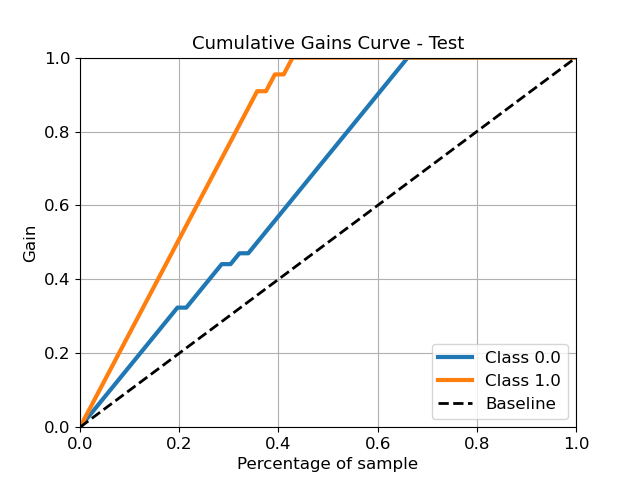 Cumulative Gains Curve - Test
1.0
0.8
0.6
0.4
0.2
0.0
Gain
Class 0.0
Class 1.0
Baseline
0.0 0.2 0.4 0.6 0.8 1.0
Percentage of sample